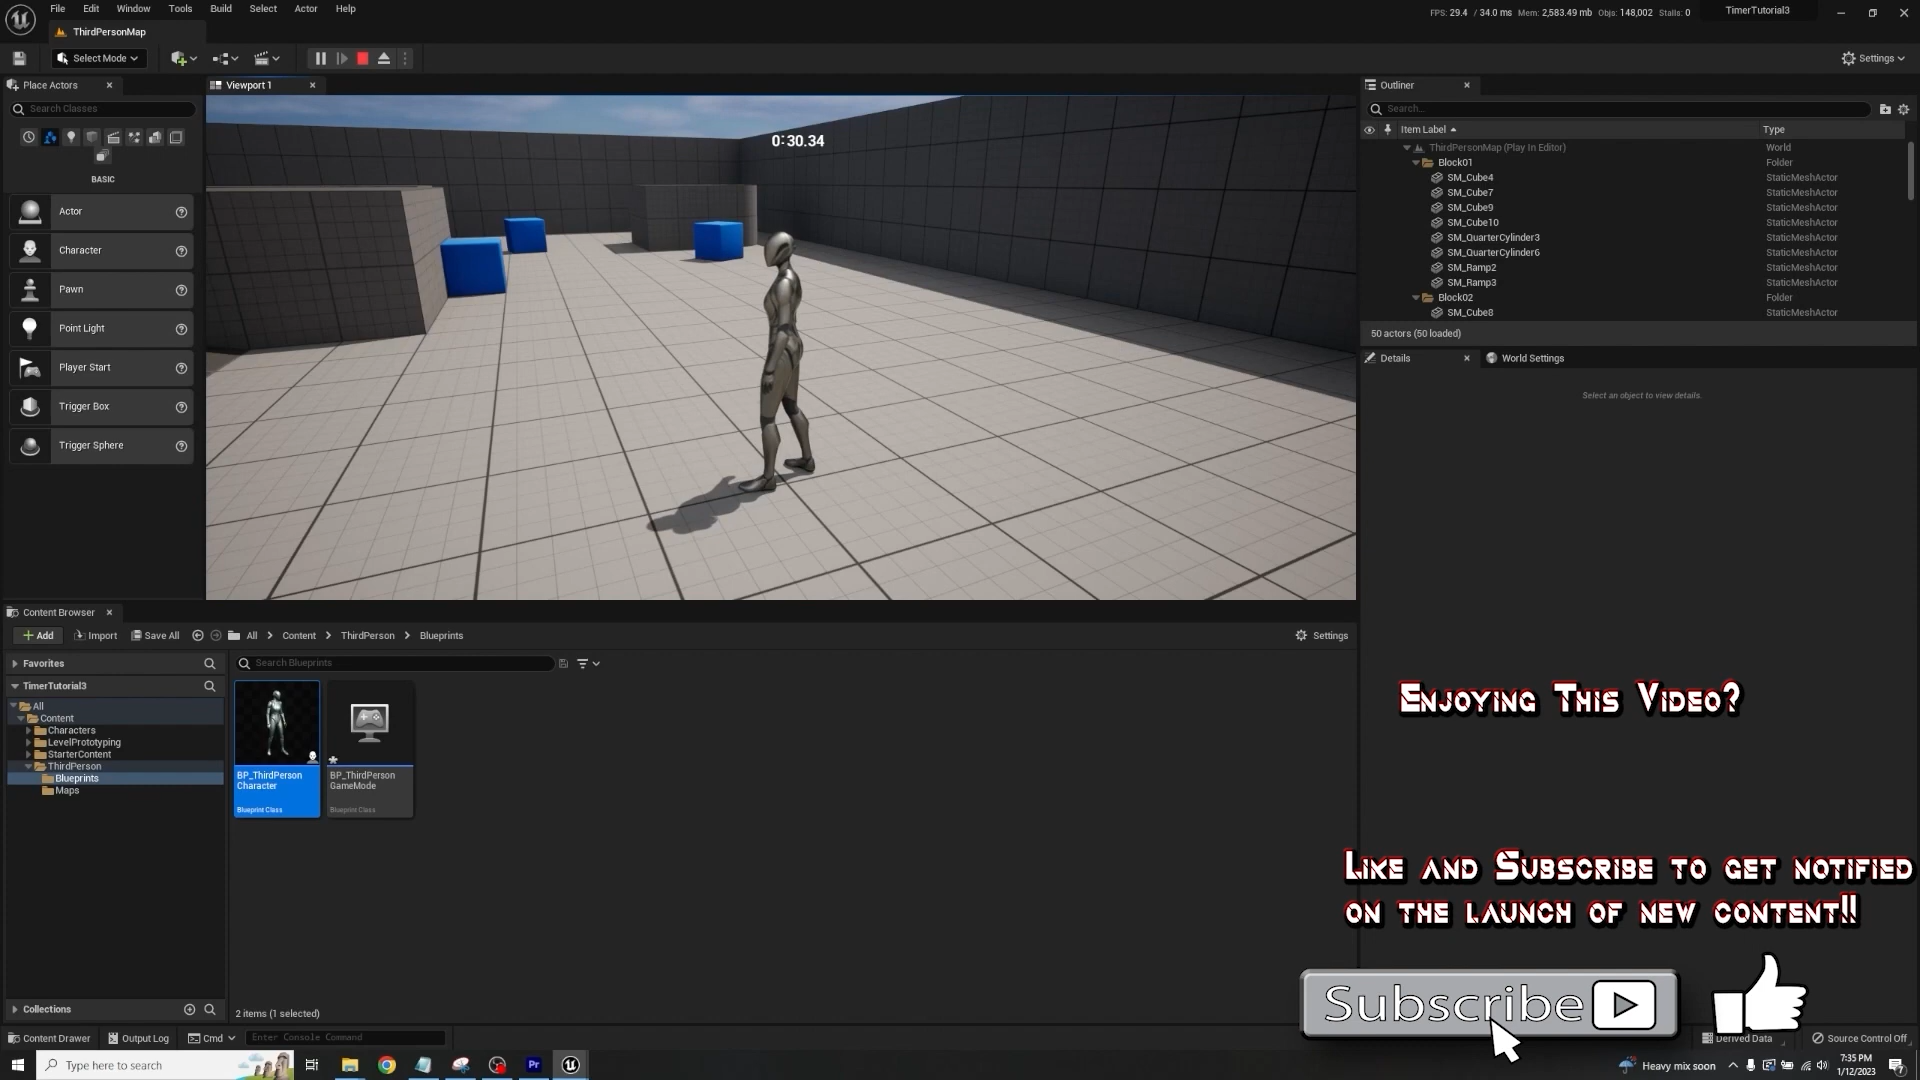 File Edit Window Tools Build Select Actor Help
FPS: 29.4 / 34.0 ms Mem: 2,583.49 mb Objs: 148,002 Stalls: 0
TimerTutorial3
ThirdPersonMap
Select Mode
Settings
Place Actors
Viewport 1
Outliner
Search Classes
Search...
Item Label
Type
0:30.34
BASIC
ThirdPersonMap (Play In Editor) World
Block01 Folder
SM_Cube4 StaticMeshActor
SM_Cube7 StaticMeshActor
SM_Cube9 StaticMeshActor
SM_Cube10 StaticMeshActor
SM_QuarterCylinder3 StaticMeshActor
SM_QuarterCylinder6 StaticMeshActor
SM_Ramp2 StaticMeshActor
SM_Ramp3 StaticMeshActor
Block02 Folder
SM_Cube8 StaticMeshActor
50 actors (50 loaded)
Actor
Character
Pawn
Point Light
Player Start
Trigger Box
Trigger Sphere
Details
World Settings
Select an object to view details.
Content Browser
Add Import Save All All Content ThirdPerson Blueprints
Settings
Favorites
Search Blueprints
TimerTutorial3
All
Content
Characters
LevelPrototyping
StarterContent
ThirdPerson
Blueprints
Maps
BP_ThirdPerson
Character
Blueprint Class
BP_ThirdPerson
GameMode
Blueprint Class
Enjoying This Video?
Like and Subscribe to get notified
on the launch of new content!!
Subscribe
Collections
2 items (1 selected)
Content Drawer Output Log Cmd Enter Console Command
Derived Data Source Control Off
Type here to search
Pr
Heavy mix soon
7:35 PM
1/12/2023
7